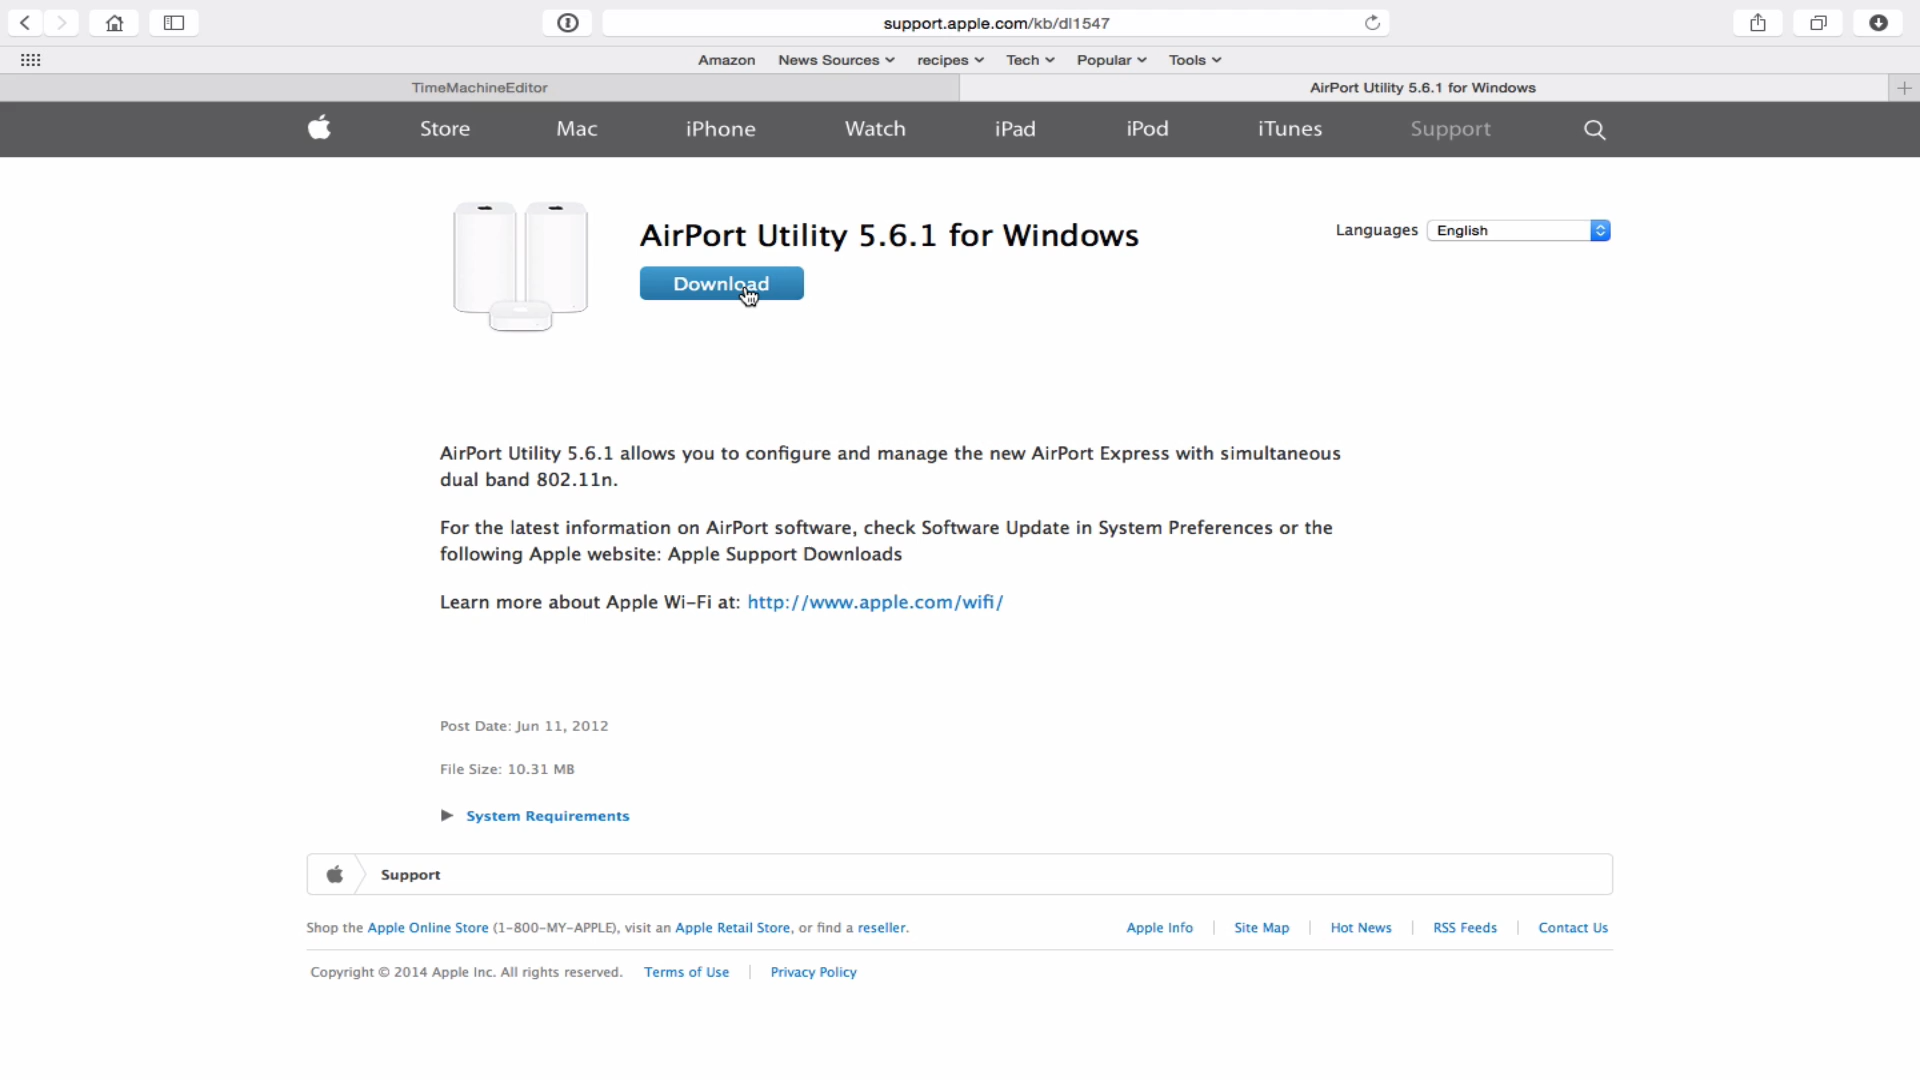 support.apple.com/kb/dl1547
Amazon News Sources recipes Tech Popular Tools
TimeMachineEditor AirPort Utility 5.6.1 for Windows
Store Mac iPhone Watch iPad iPod iTunes Support
AirPort Utility 5.6.1 for Windows
Languages English
Download
AirPort Utility 5.6.1 allows you to configure and manage the new AirPort Express with simultaneous
dual band 802.11n.
For the latest information on AirPort software, check Software Update in System Preferences or the
following Apple website: Apple Support Downloads
Learn more about Apple Wi-Fi at: http://www.apple.com/wifi/
Post Date: Jun 11, 2012
File Size: 10.31 MB
System Requirements
Support
Shop the Apple Online Store (1-800-MY-APPLE), visit an Apple Retail Store, or find a reseller.
Apple Info | Site Map | Hot News | RSS Feeds | Contact Us
Copyright © 2014 Apple Inc. All rights reserved. Terms of Use | Privacy Policy